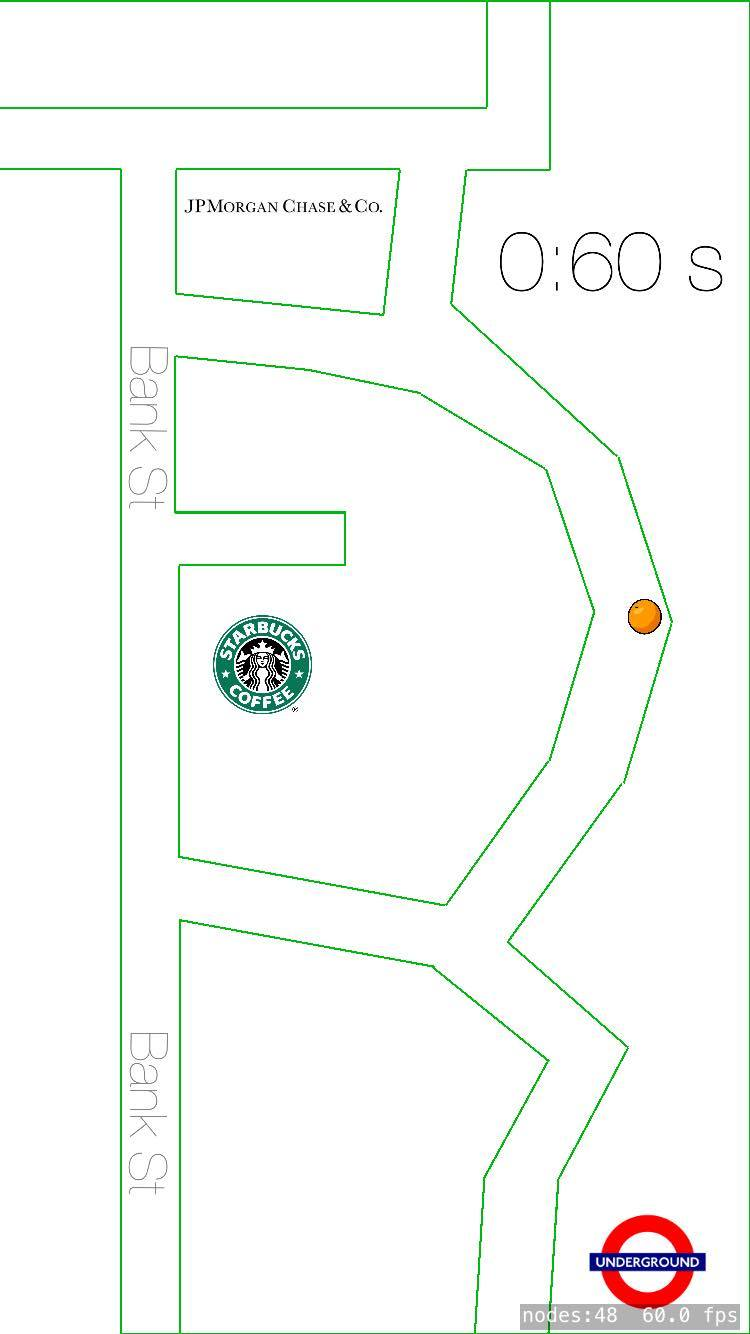 JPMORGAN CHASE & CO.
0:60 s
Bank St
STARBUCKS
COFFEE
®
Bank St
UNDERGROUND
nodes:48 60.0 fps